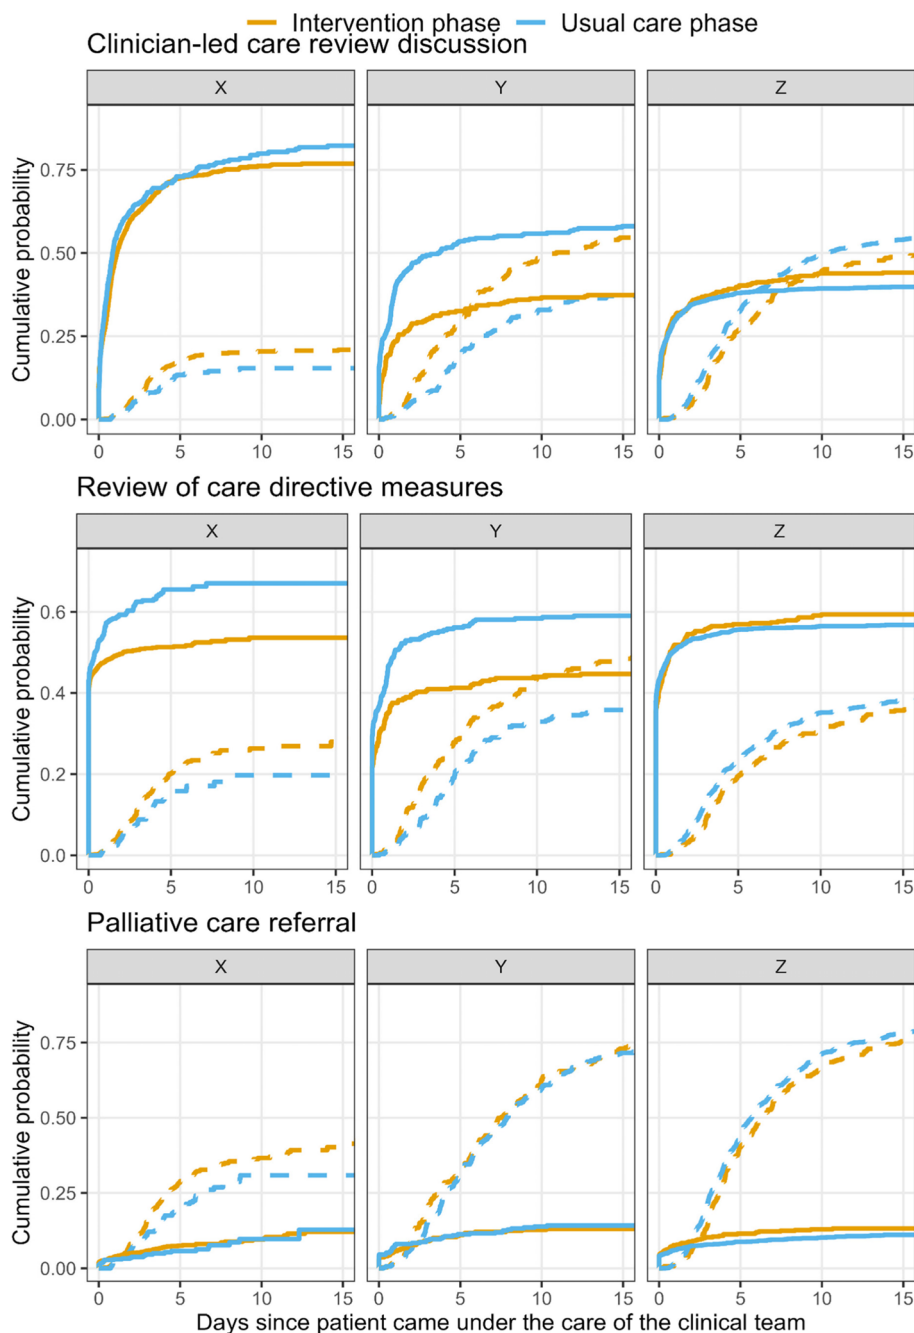 Intervention phase Usual care phase
Clinician-led care review discussion
X Y Z
Cumulative probability
0.75
0.50
0.25
0.00
0 5 10 15 0 5 10 15 0 5 10 15
Review of care directive measures
X Y Z
Cumulative probability
0.6
0.4
0.2
0.0
0 5 10 15 0 5 10 15 0 5 10 15
Palliative care referral
X Y Z
Cumulative probability
0.75
0.50
0.25
0.00
0 5 10 15 0 5 10 15 0 5 10 15
Days since patient came under the care of the clinical team